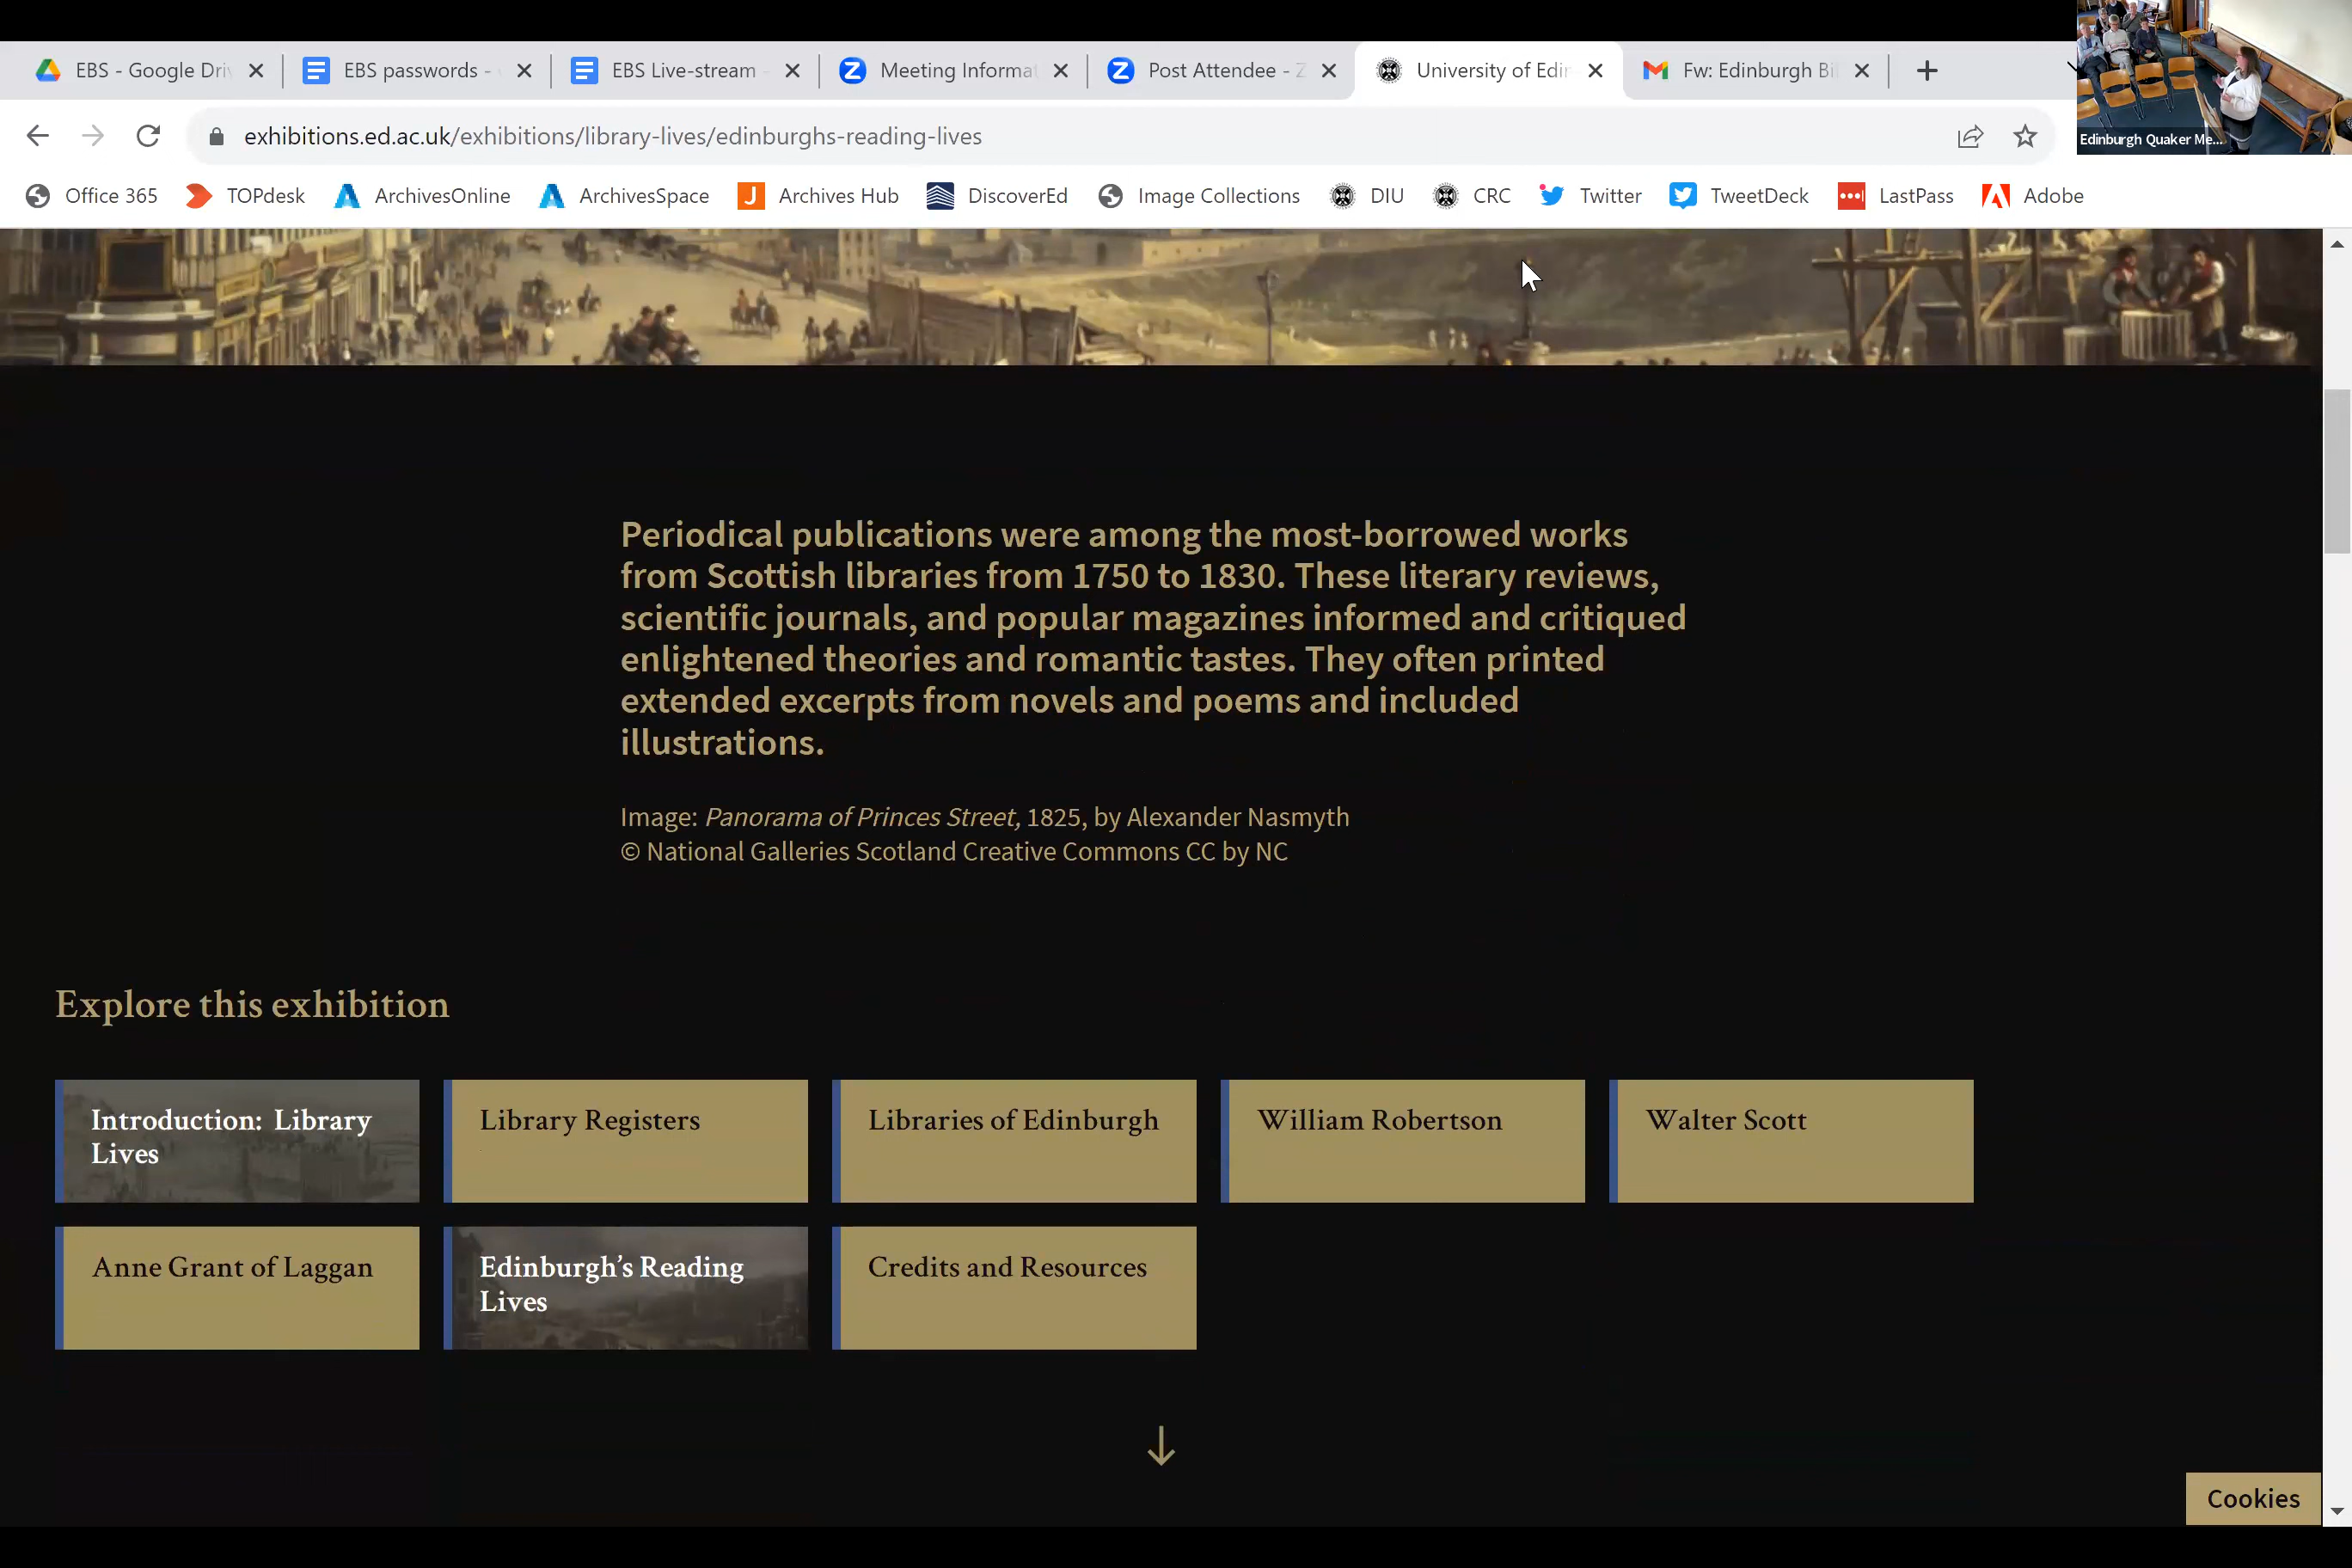 EBS - Google Driv
EBS passwords -
EBS Live-stream -
Meeting Informat
Post Attendee - Z
University of Edin
Fw: Edinburgh Bi
exhibitions.ed.ac.uk/exhibitions/library-lives/edinburghs-reading-lives
Edinburgh Quaker Me...
Office 365
TOPdesk
ArchivesOnline
ArchivesSpace
Archives Hub
DiscoverEd
Image Collections
DIU
CRC
Twitter
TweetDeck
LastPass
Adobe
Periodical publications were among the most-borrowed works
from Scottish libraries from 1750 to 1830. These literary reviews,
scientific journals, and popular magazines informed and critiqued
enlightened theories and romantic tastes. They often printed
extended excerpts from novels and poems and included
illustrations.
Image: Panorama of Princes Street, 1825, by Alexander Nasmyth
© National Galleries Scotland Creative Commons CC by NC
Explore this exhibition
Introduction: Library
Lives
Library Registers
Libraries of Edinburgh
William Robertson
Walter Scott
Anne Grant of Laggan
Edinburgh's Reading
Lives
Credits and Resources
Cookies